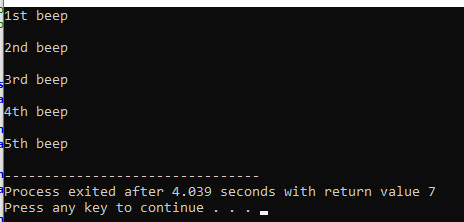 1st beep
2nd beep
3rd beep
4th beep
5th beep
--------------------------------
Process exited after 4.039 seconds with return value 7
Press any key to continue . . .